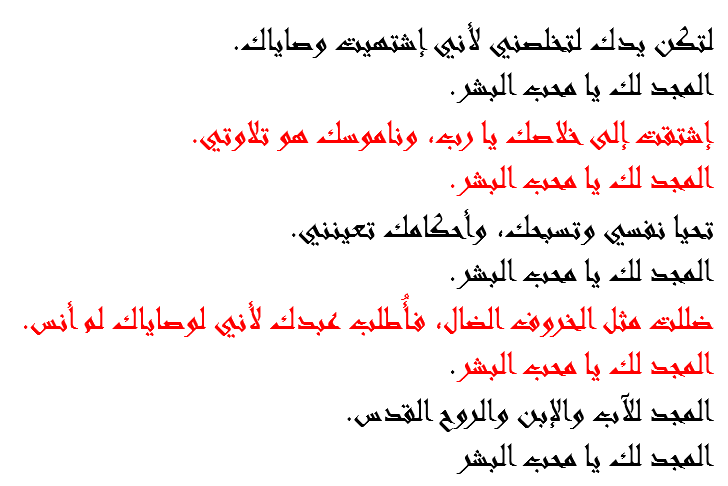 لتكن يدك لتخلصني لأني إشتهيت وصاياك.
المجد لك يا محب البشر.
إشتقت إلى خلاصك يا رب، وناموسك هو تلاوتي.
المجد لك يا محب البشر.
تحيا نفسي وتسبحك، وأحكامك تعينني.
المجد لك يا محب البشر.
ضللت مثل الخروف الضال، فأُطلب عبدك لأني لوصاياك لم أنس.
المجد لك يا محب البشر.
المجد للآب والإبن والروح القدس.
المجد لك يا محب البشر